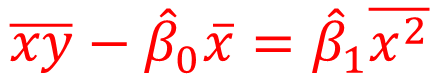 $\overline{xy} - \hat{\beta}_0 \bar{x} = \hat{\beta}_1 \overline{x^2}$